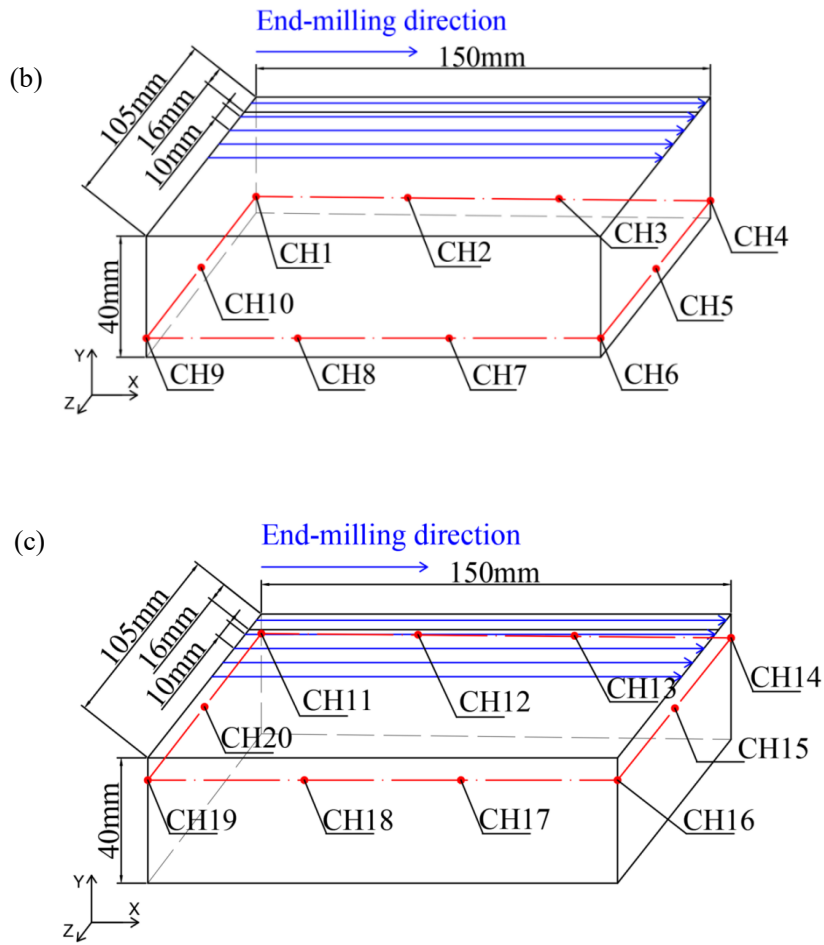 End-milling direction
(b)
150mm
105mm
16mm
10mm
CH1
CH2
CH3
CH4
CH10
CH5
40mm
CH9
CH8
CH7
CH6
Y
X
Z
(c)
End-milling direction
150mm
105mm
16mm
10mm
CH11
CH12
CH13
CH14
CH20
CH15
40mm
CH19
CH18
CH17
CH16
Y
X
Z